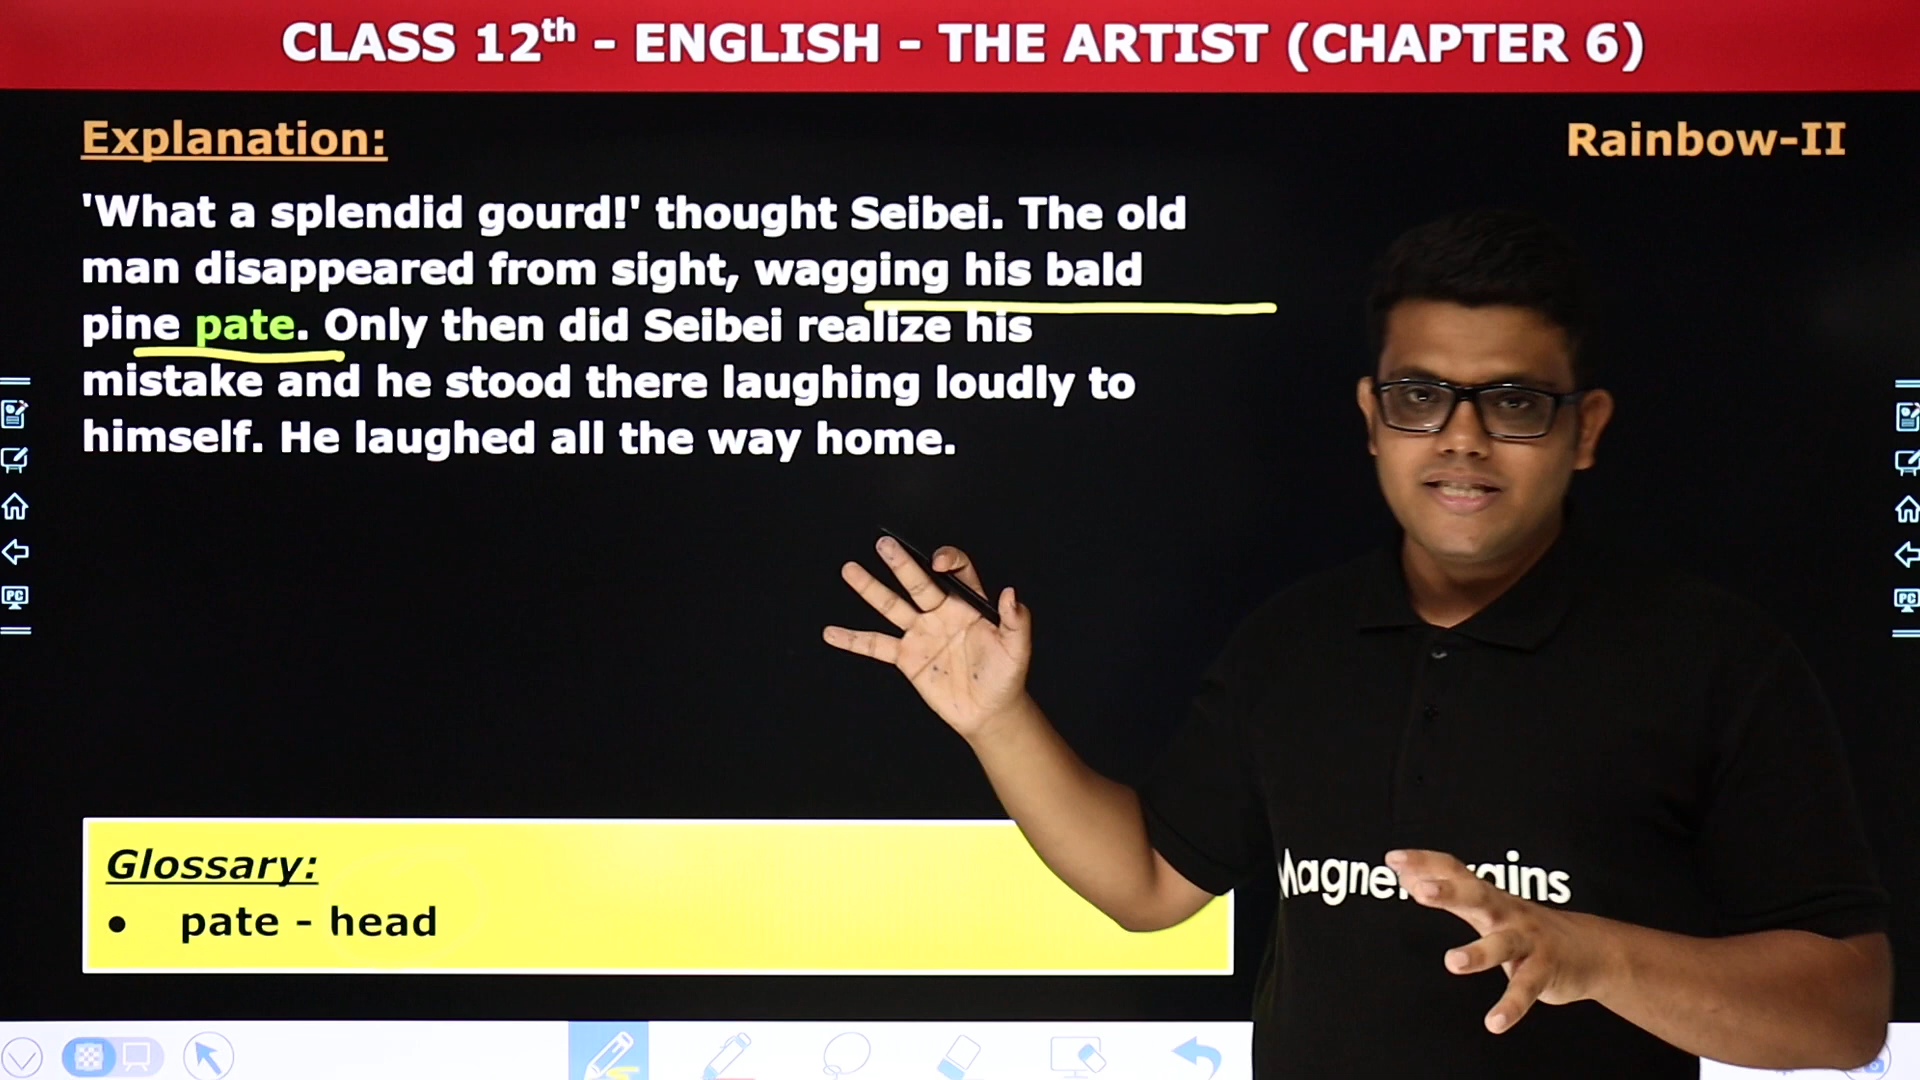 CLASS 12th - ENGLISH - THE ARTIST (CHAPTER 6)
Explanation:
Rainbow-II
'What a splendid gourd!' thought Seibei. The old
man disappeared from sight, wagging his bald
pine pate. Only then did Seibei realize his
mistake and he stood there laughing loudly to
himself. He laughed all the way home.
PC
PC
Glossary:
● pate - head